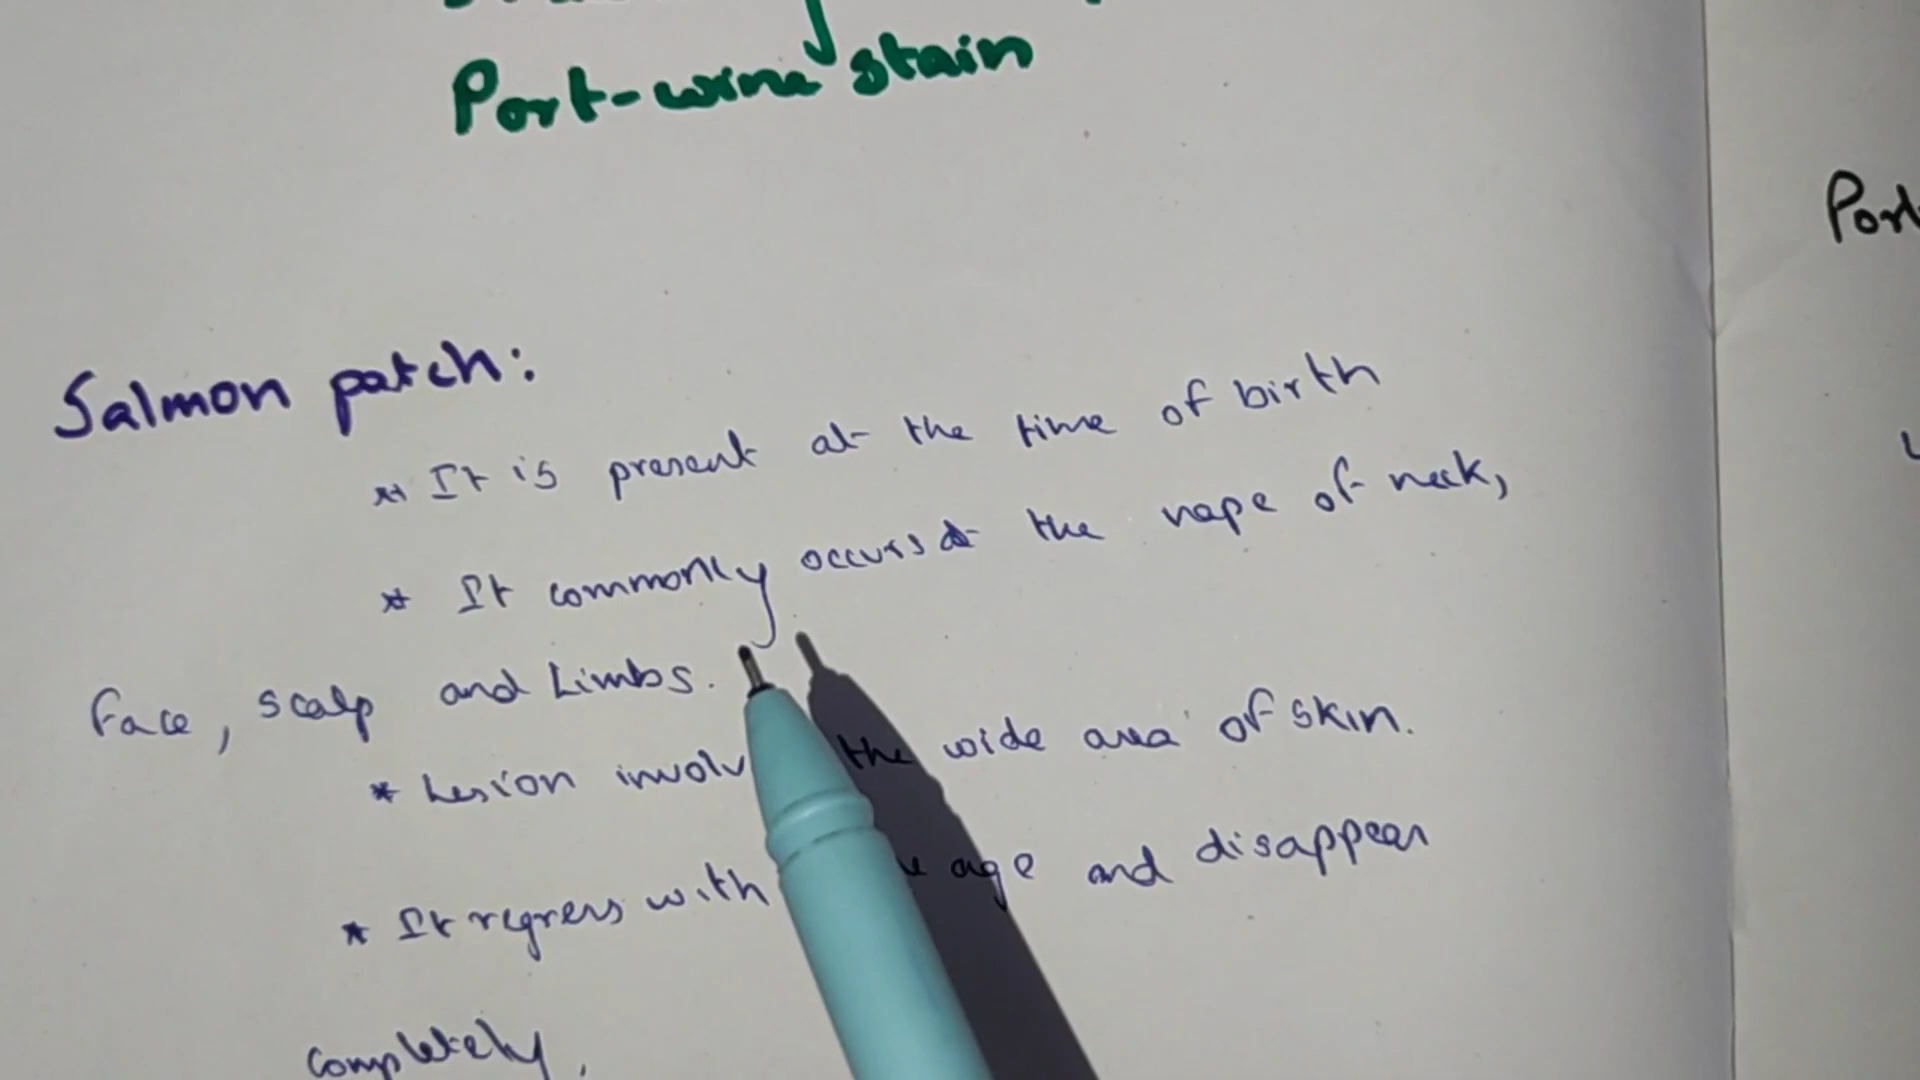 Port-wine stain
Port
Salmon patch:
* It is present at the time of birth
* It commonly occurs at the nape of neck,
Face, scalp and Limbs.
* Lesion involv the wide area of skin.
* It regress with age and disappear
completely,